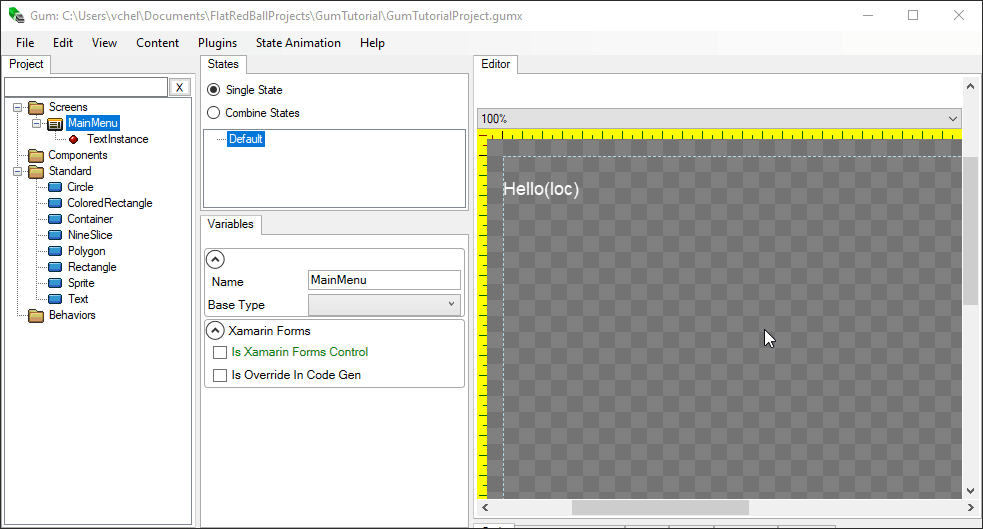 Gum: C:\Users\vchel\Documents\FlatRedBallProjects\GumTutorial\GumTutorialProject.gumx
File Edit View Content Plugins State Animation Help
Project
X
Screens
MainMenu
TextInstance
Components
Standard
Circle
ColoredRectangle
Container
NineSlice
Polygon
Rectangle
Sprite
Text
Behaviors
States
Single State
Combine States
Default
Variables
Name MainMenu
Base Type
Xamarin Forms
Is Xamarin Forms Control
Is Override In Code Gen
Editor
100%
Hello(loc)